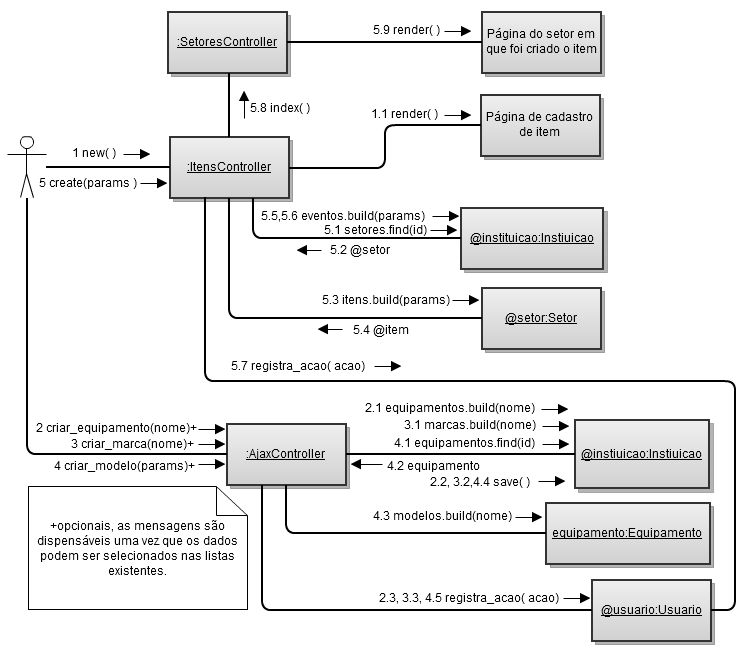 5.9 render( )
:SetoresController
Página do setor em
que foi criado o item
5.8 index( )
1.1 render( )
Página de cadastro
de item
1 new( )
:ItensController
5 create(params )
5.5,5.6 eventos.build(params)
5.1 setores.find(id)
@instituicao:Instiuicao
5.2 @setor
5.3 itens.build(params)
@setor:Setor
5.4 @item
5.7 registra_acao( acao)
2.1 equipamentos.build(nome)
2 criar_equipamento(nome)+
3.1 marcas.build(nome)
3 criar_marca(nome)+
4.1 equipamentos.find(id)
:AjaxController
@instiuicao:Instiuicao
4 criar_modelo(params)+
4.2 equipamento
2.2, 3.2,4.4 save( )
+opcionais, as mensagens são
dispensáveis uma vez que os dados
podem ser selecionados nas listas
existentes.
4.3 modelos.build(nome)
equipamento:Equipamento
2.3, 3.3, 4.5 registra_acao( acao)
@usuario:Usuario